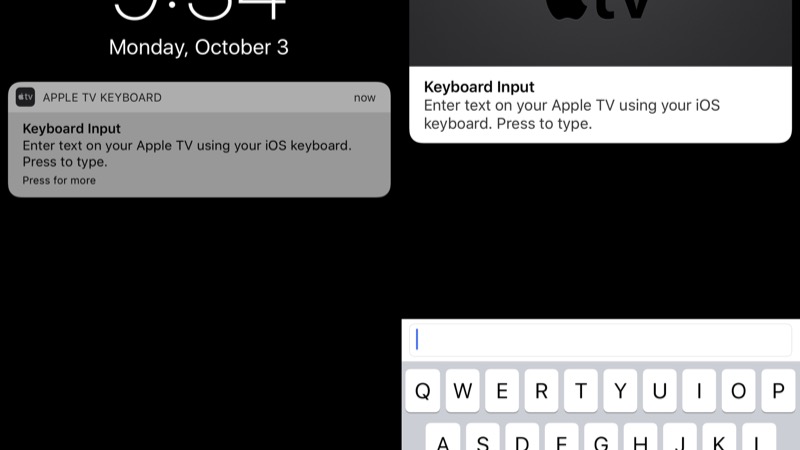 9:54
Monday, October 3
tv
APPLE TV KEYBOARD
now
Keyboard Input
Enter text on your Apple TV using your iOS keyboard.
Press to type.
Press for more
tv
Keyboard Input
Enter text on your Apple TV using your iOS
keyboard. Press to type.
Q W E R T Y U I O P
A S D F G H J K L